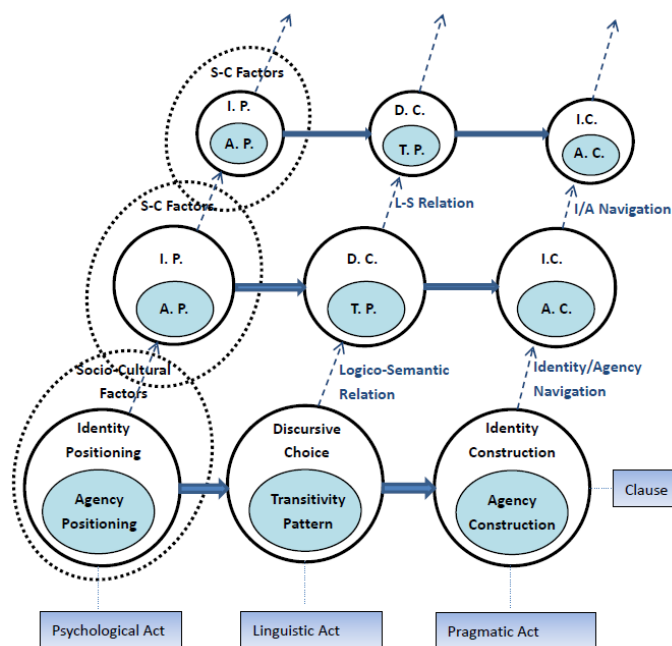 S-C Factors
I. P.
A. P.
D. C.
T. P.
I.C.
A. C.
S-C Factors
L-S Relation
I/A Navigation
I. P.
A. P.
D. C.
T. P.
I.C.
A. C.
Socio-Cultural
Factors
Logico-Semantic
Relation
Identity/Agency
Navigation
Identity
Positioning
Agency
Positioning
Discursive
Choice
Transitivity
Pattern
Identity
Construction
Agency
Construction
Clause
Psychological Act
Linguistic Act
Pragmatic Act